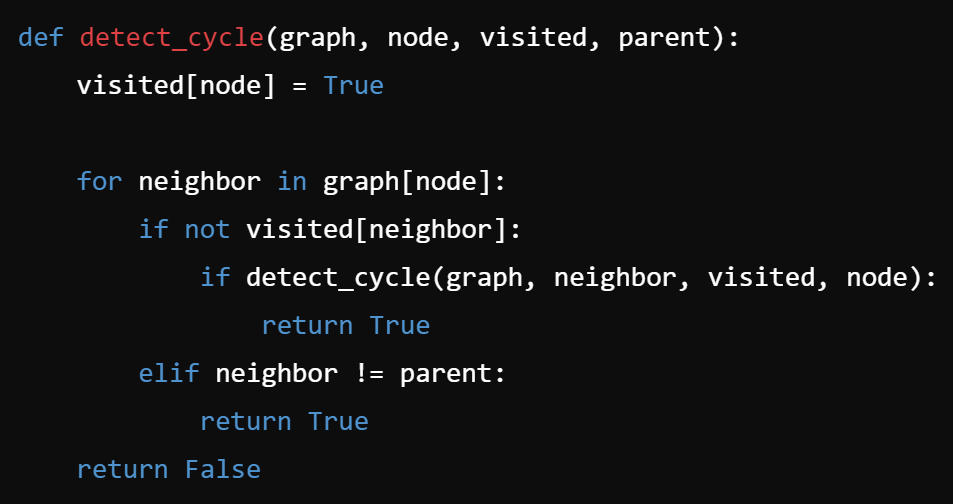 def detect_cycle(graph, node, visited, parent):
    visited[node] = True

    for neighbor in graph[node]:
        if not visited[neighbor]:
            if detect_cycle(graph, neighbor, visited, node):
                return True
        elif neighbor != parent:
            return True
    return False